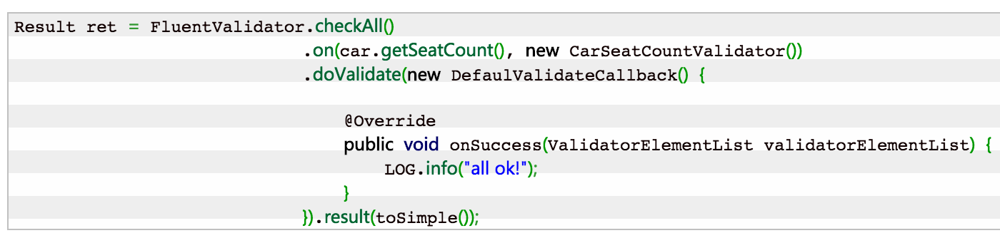 Result ret = FluentValidator.checkAll()
.on(car.getSeatCount(), new CarSeatCountValidator())
.doValidate(new DefaulValidateCallback() {
@Override
public void onSuccess(ValidatorElementList validatorElementList) {
LOG.info("all ok!");
}
}).result(toSimple());